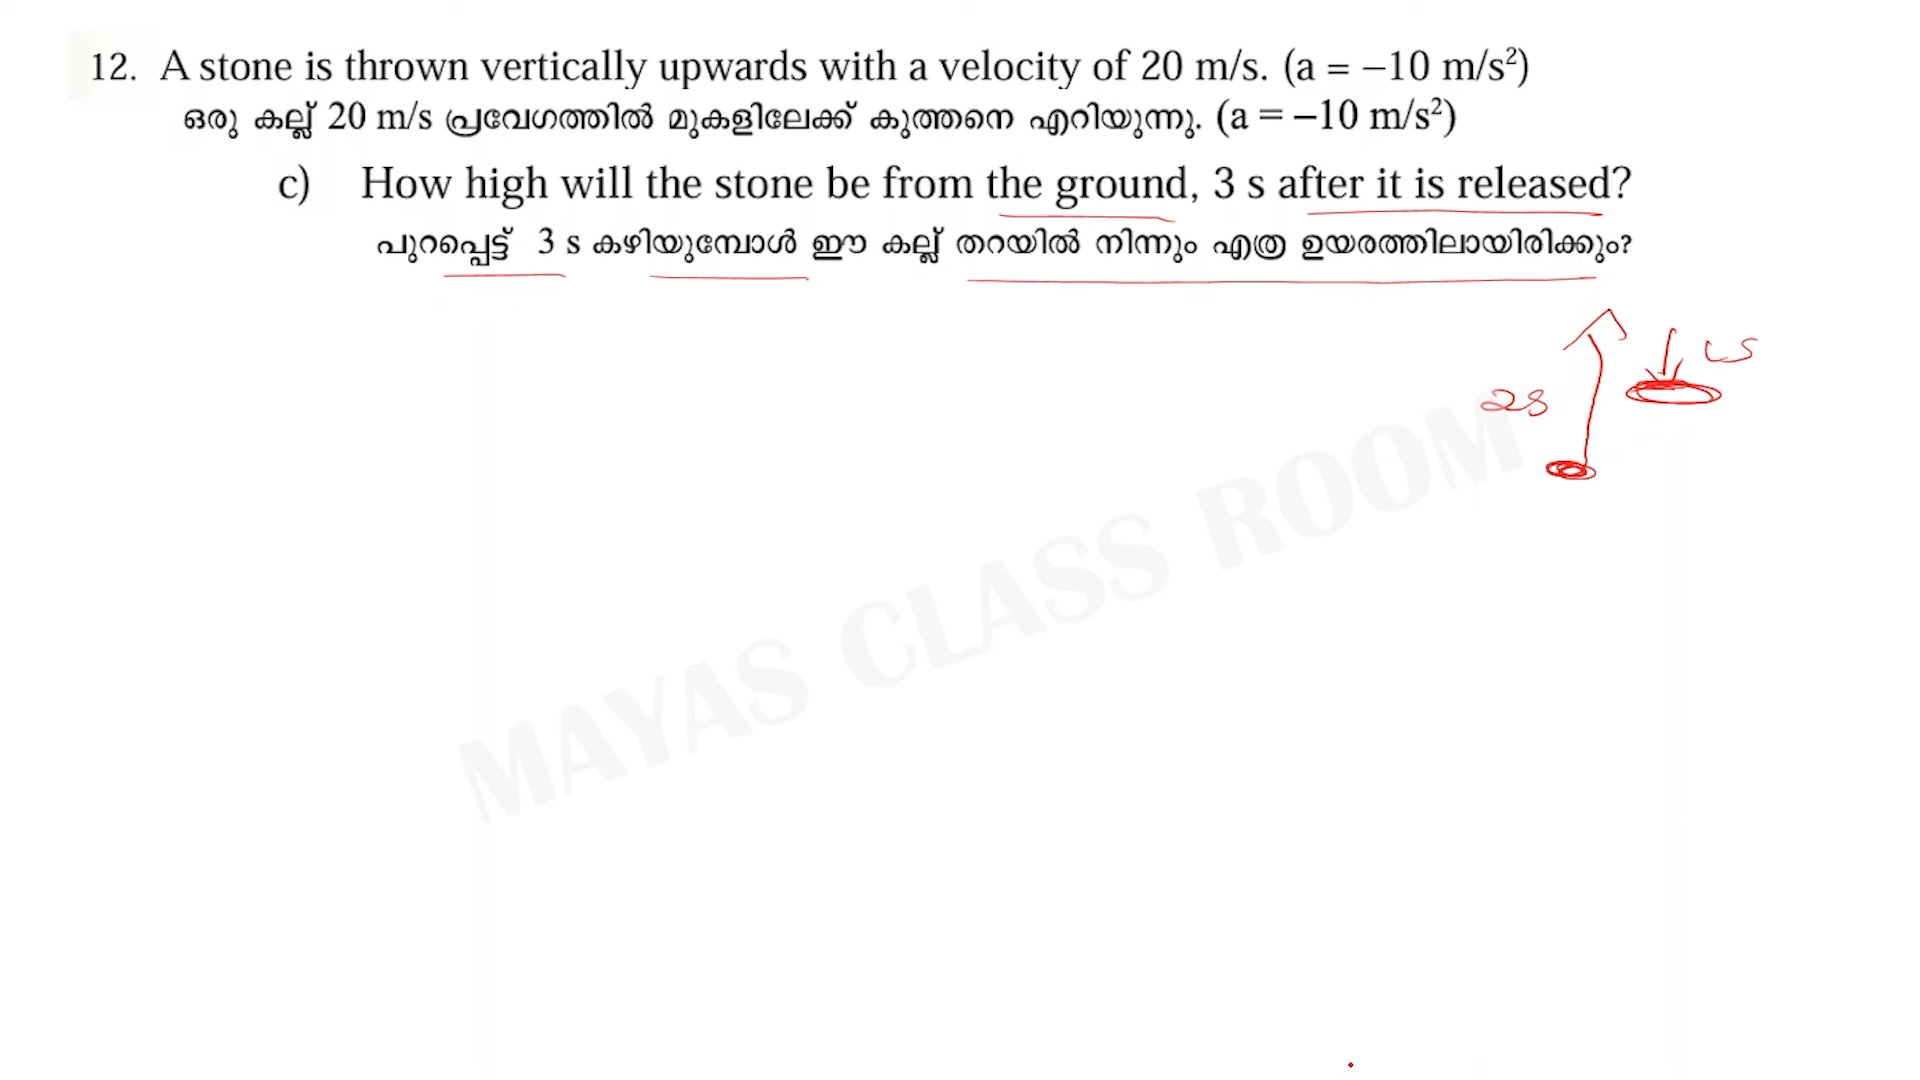 12. A stone is thrown vertically upwards with a velocity of 20 m/s. (a = –10 m/s²)
ഒരു കല്ല് 20 m/s പ്രവേഗത്തിൽ മുകളിലേക്ക് കുത്തനെ എറിയുന്നു. (a = –10 m/s²)
c) How high will the stone be from the ground, 3 s after it is released?
പുറപ്പെട്ട് 3 s കഴിയുമ്പോൾ ഈ കല്ല് തറയിൽ നിന്നും എത്ര ഉയരത്തിലായിരിക്കും?
2s
MAYAS CLASS ROOM